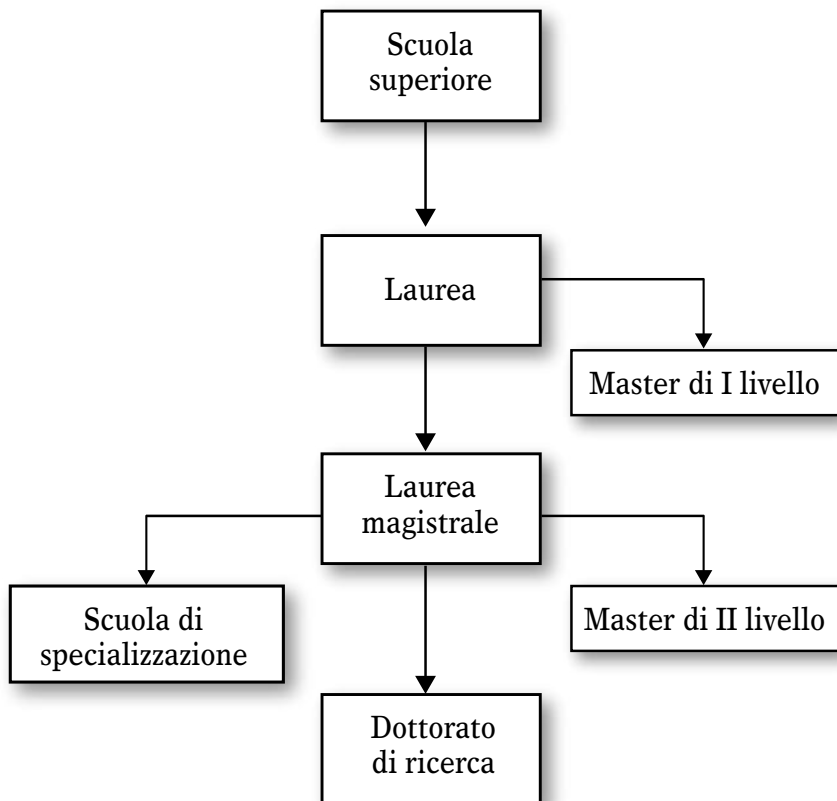 Scuola
superiore
Laurea
Master di I livello
Laurea
magistrale
Scuola di
specializzazione
Master di II livello
Dottorato
di ricerca